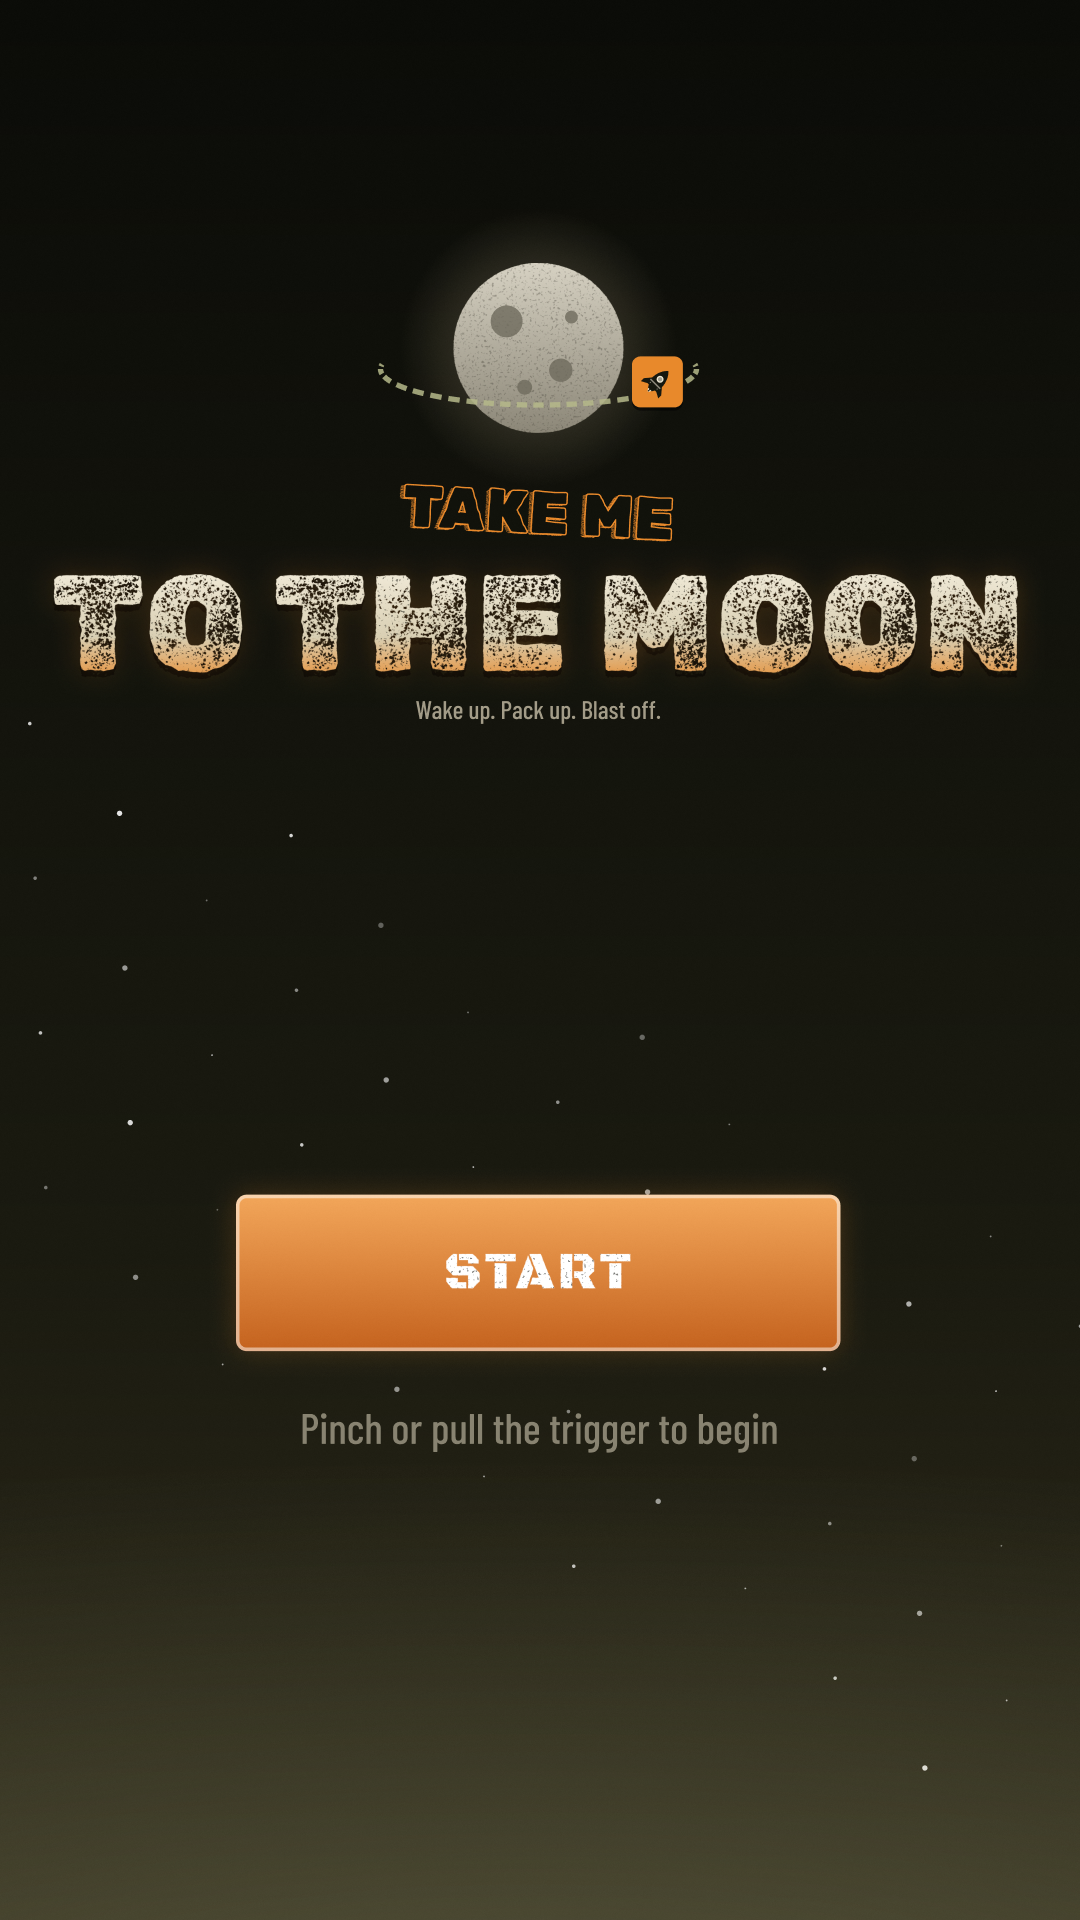 TAKE ME
TO THE MOON
Wake up. Pack up. Blast off.
START
Pinch or pull the trigger to begin